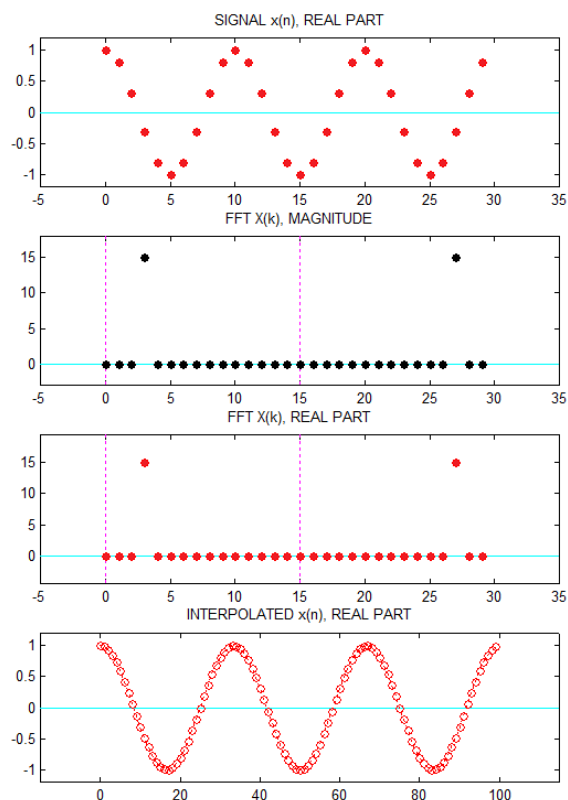 SIGNAL x(n), REAL PART
1
0.5
0
-0.5
-1
-5 0 5 10 15 20 25 30 35
FFT X(k), MAGNITUDE
15
10
5
0
-5 0 5 10 15 20 25 30 35
FFT X(k), REAL PART
15
10
5
0
-5 0 5 10 15 20 25 30 35
INTERPOLATED x(n), REAL PART
1
0.5
0
-0.5
-1
0 20 40 60 80 100